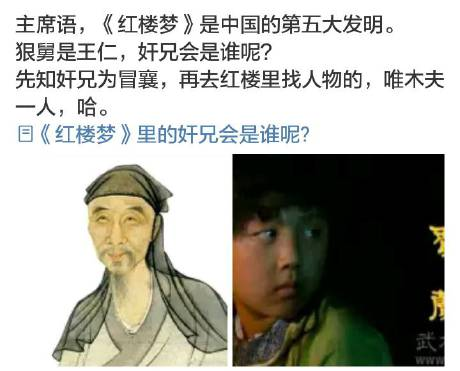 主席语，《红楼梦》是中国的第五大发明。
狠舅是王仁，奸兄会是谁呢？
先知奸兄为冒襄，再去红楼里找人物的，唯木夫
一人，哈。
《红楼梦》里的奸兄会是谁呢？
武
www